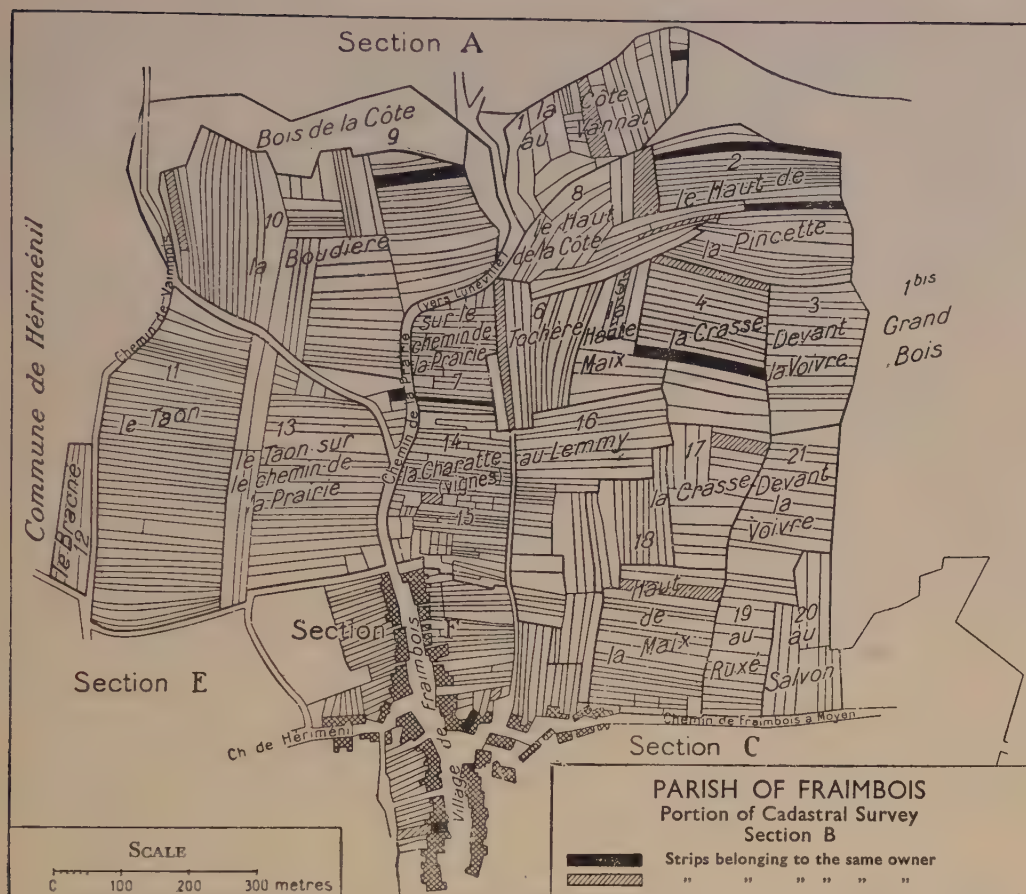 Section A
Bois de la Côte
9
1 la
Côte
au
Vannat
2
le Haut de
la Pincette
8
le Haut
de la Côte
10
la Boudière
Commune de Hériménil
Chemin de Vaimbois
(vers Lunéville)
Chemin de la Prairie
sur le
chemin de
la Prairie
7
6
Tochère
5
la
Haute
Maix
4
la Crasse
3
Devant
la Voivre
1bis
Grand
Bois
11
le Taon
13
le Taon sur
le chemin de
la Prairie
14
la Charatte
(vignes)
15
16
au Lemmy
17
la Crasse
21
Devant
la
Voivre
le Bracne
12
18
Haut
de
la Maix
19
au
Ruxé
20
au
Salvon
Section F
Section E
Village de Fraimbois
Ch de Hériméni
Chemin de Fraimbois à Moyen
Section C
PARISH OF FRAIMBOIS
Portion of Cadastral Survey
Section B
Strips belonging to the same owner
" " " " " "
SCALE
0 100 200 300 metres